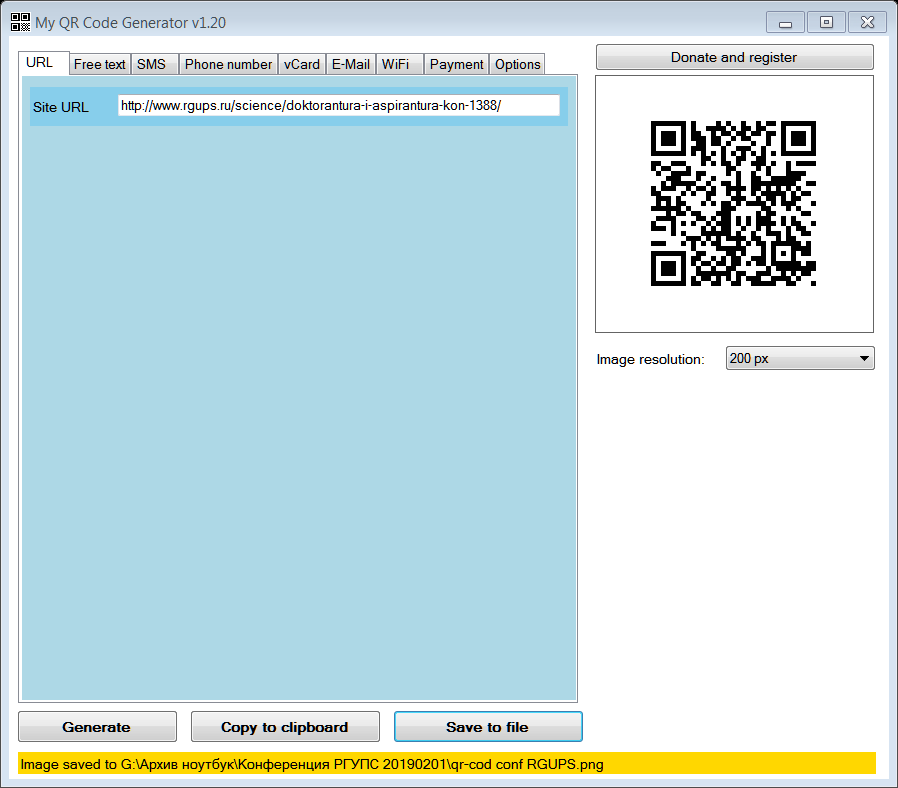 My QR Code Generator v1.20
URL Free text SMS Phone number vCard E-Mail WiFi Payment Options
Donate and register
Site URL http://www.rgups.ru/science/doktorantura-i-aspirantura-kon-1388/
Image resolution: 200 px
Generate Copy to clipboard Save to file
Image saved to G:\Архив ноутбук\Конференция РГУПС 20190201\qr-cod conf RGUPS.png